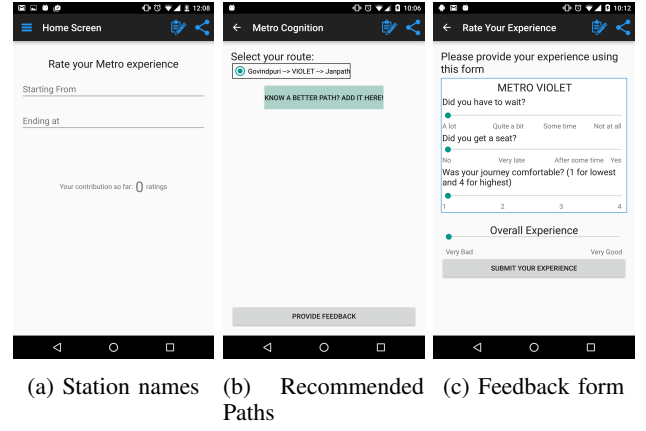 12:08
Home Screen
Rate your Metro experience
Starting From
Ending at
Your contribution so far: 0 ratings
10:06
Metro Cognition
Select your route:
Govindpuri --> VIOLET --> Janpath
KNOW A BETTER PATH? ADD IT HERE!
PROVIDE FEEDBACK
10:12
Rate Your Experience
Please provide your experience using
this form
METRO VIOLET
Did you have to wait?
A lot Quite a bit Some time Not at all
Did you get a seat?
No Very late After some time Yes
Was your journey comfortable? (1 for lowest
and 4 for highest)
1 2 3 4
Overall Experience
Very Bad Very Good
SUBMIT YOUR EXPERIENCE
(a) Station names
(b) Recommended
Paths
(c) Feedback form